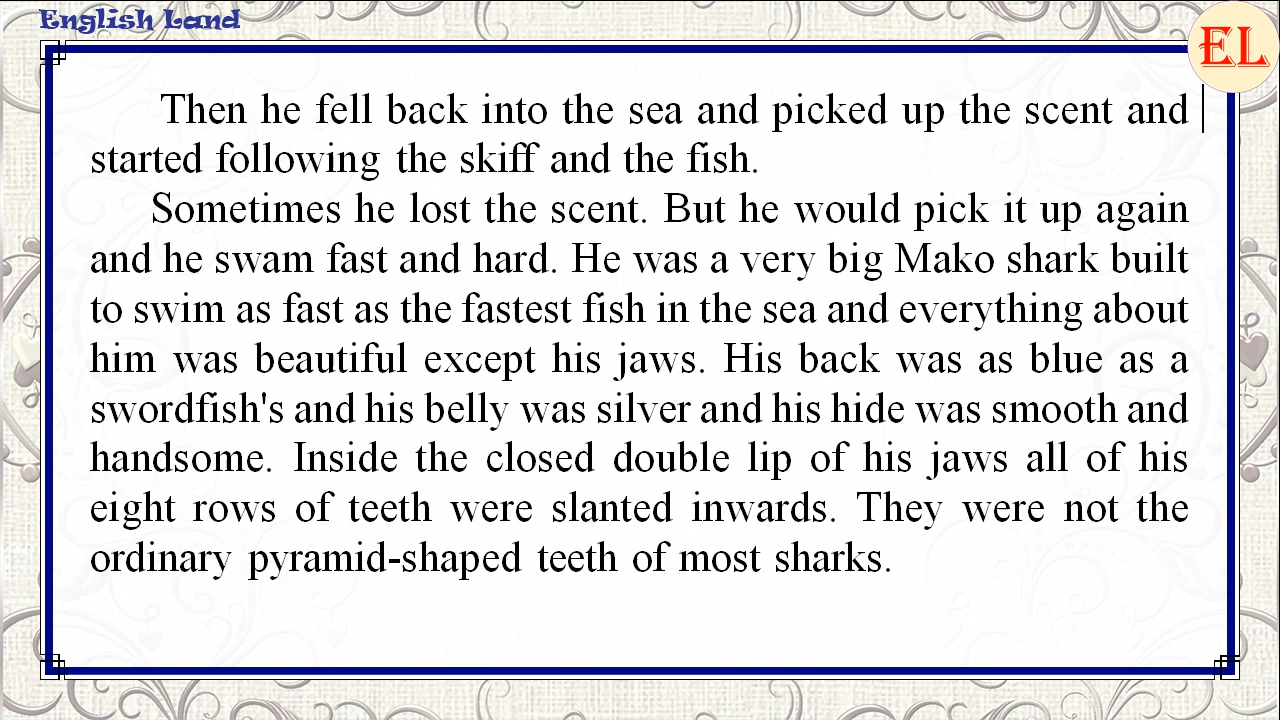 English Land
EL
Then he fell back into the sea and picked up the scent and
started following the skiff and the fish.
Sometimes he lost the scent. But he would pick it up again
and he swam fast and hard. He was a very big Mako shark built
to swim as fast as the fastest fish in the sea and everything about
him was beautiful except his jaws. His back was as blue as a
swordfish's and his belly was silver and his hide was smooth and
handsome. Inside the closed double lip of his jaws all of his
eight rows of teeth were slanted inwards. They were not the
ordinary pyramid-shaped teeth of most sharks.